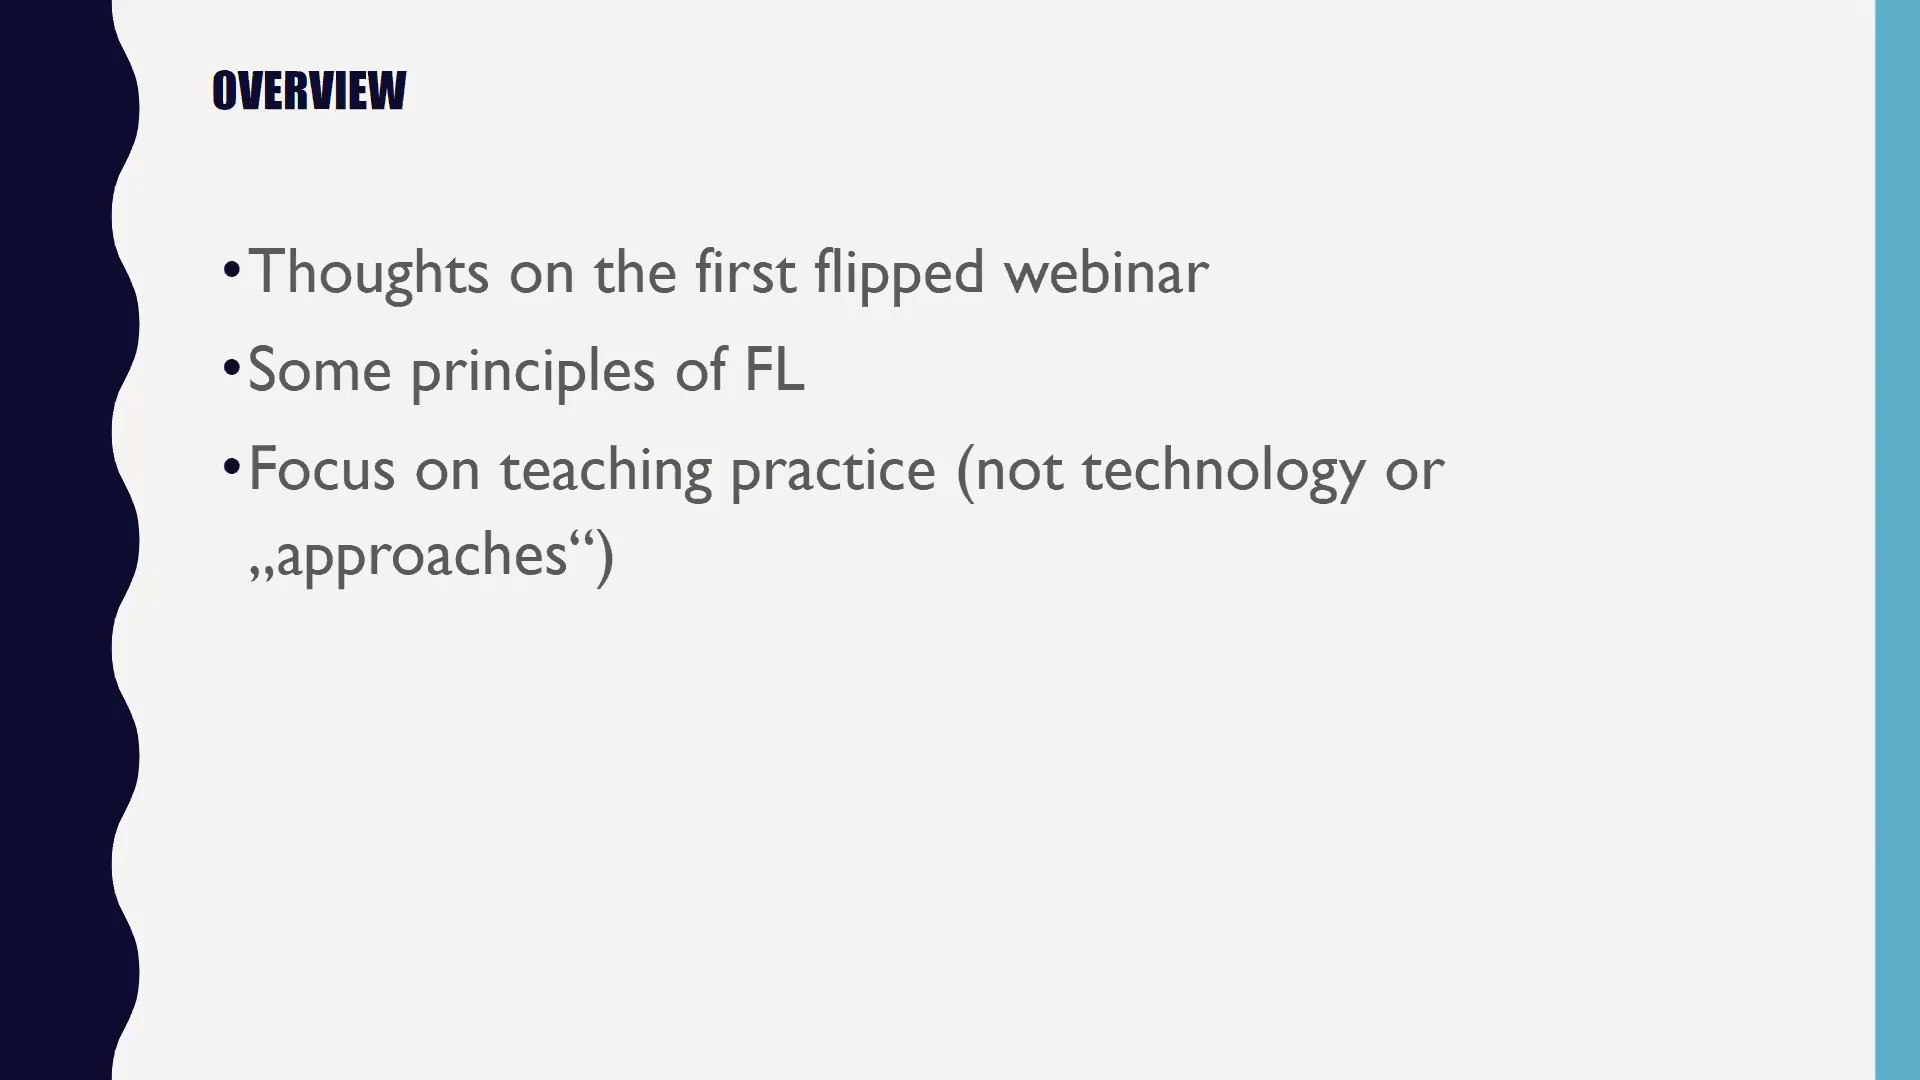 OVERVIEW
•Thoughts on the first flipped webinar
•Some principles of FL
•Focus on teaching practice (not technology or
„approaches“)